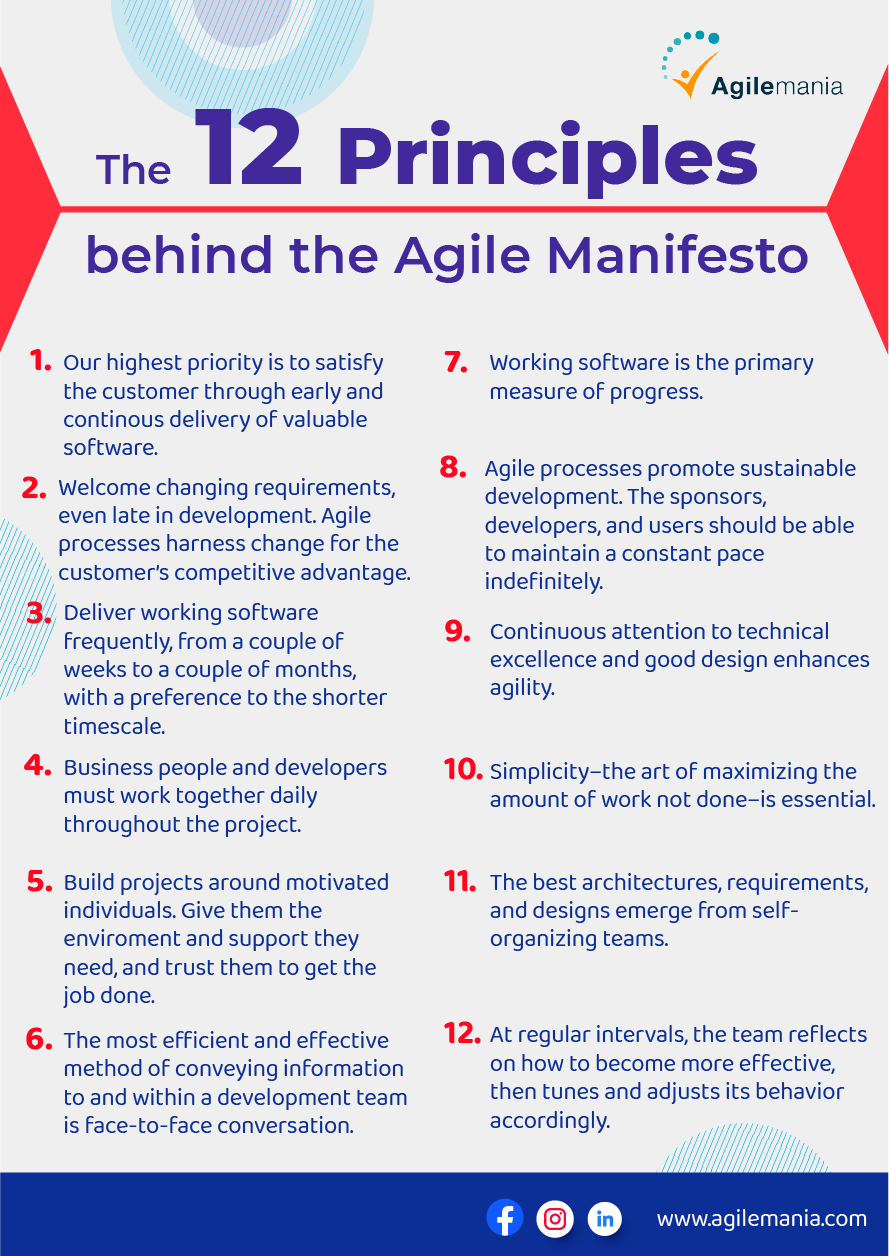 Agilemania
The 12 Principles
behind the Agile Manifesto
1. Our highest priority is to satisfy
the customer through early and
continous delivery of valuable
software.
2. Welcome changing requirements,
even late in development. Agile
processes harness change for the
customer's competitive advantage.
3. Deliver working software
frequently, from a couple of
weeks to a couple of months,
with a preference to the shorter
timescale.
4. Business people and developers
must work together daily
throughout the project.
5. Build projects around motivated
individuals. Give them the
enviroment and support they
need, and trust them to get the
job done.
6. The most efficient and effective
method of conveying information
to and within a development team
is face-to-face conversation.
7. Working software is the primary
measure of progress.
8. Agile processes promote sustainable
development. The sponsors,
developers, and users should be able
to maintain a constant pace
indefinitely.
9. Continuous attention to technical
excellence and good design enhances
agility.
10. Simplicity–the art of maximizing the
amount of work not done–is essential.
11. The best architectures, requirements,
and designs emerge from self-
organizing teams.
12. At regular intervals, the team reflects
on how to become more effective,
then tunes and adjusts its behavior
accordingly.
www.agilemania.com